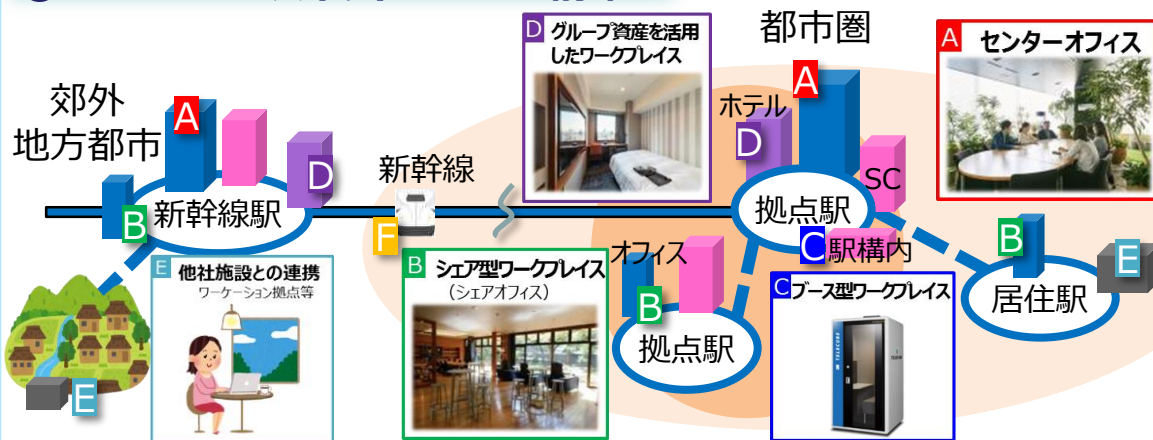 D グループ資産を活用
したワークプレイス
都市圏
A センターオフィス
郊外
地方都市
A
D
B
新幹線駅
新幹線
F
ホテル
A
D
SC
拠点駅
C 駅構内
オフィス
B
拠点駅
B
E
居住駅
E 他社施設との連携
ワーケーション拠点等
E
B シェア型ワークプレイス
(シェアオフィス)
C ブース型ワークプレイス